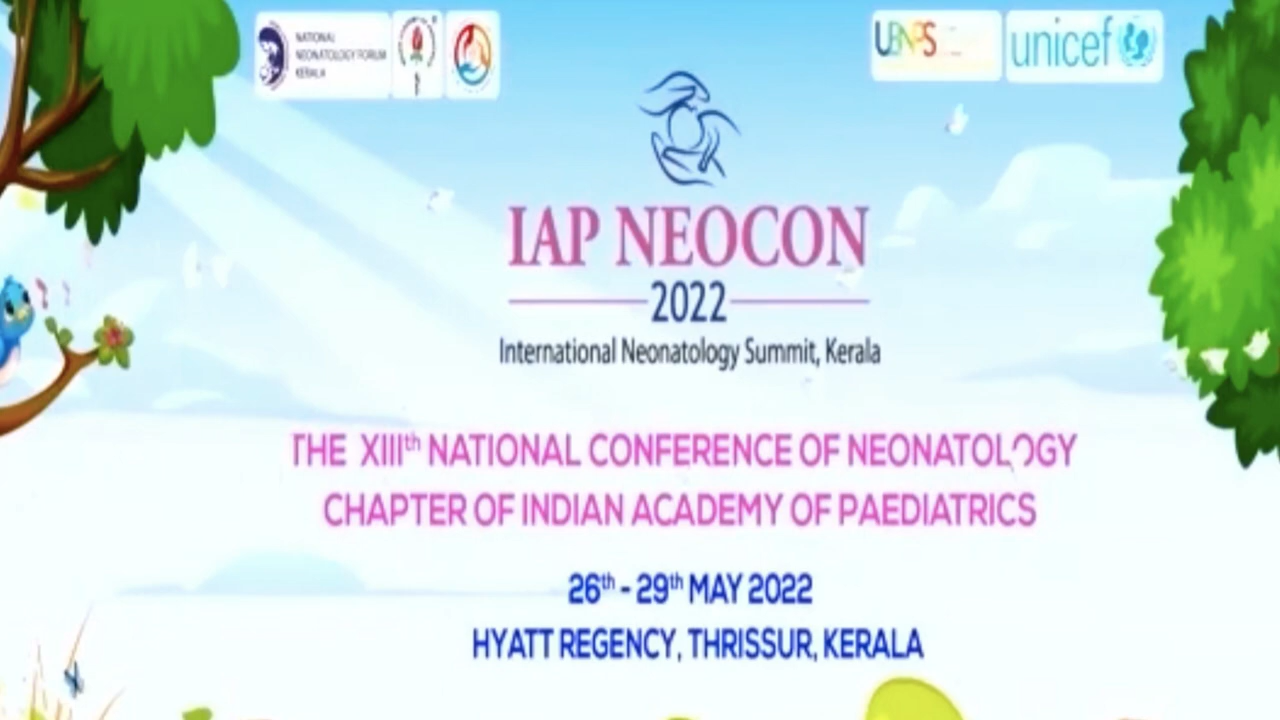 NATIONAL
NEONATOLOGY FORUM
KERALA
UBNPS
unicef
IAP NEOCON
2022
International Neonatology Summit, Kerala
THE XIIIth NATIONAL CONFERENCE OF NEONATOLOGY
CHAPTER OF INDIAN ACADEMY OF PAEDIATRICS
26th - 29th MAY 2022
HYATT REGENCY, THRISSUR, KERALA